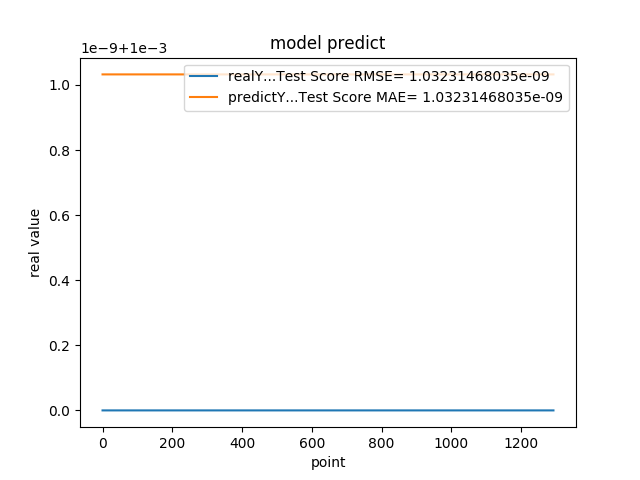 model predict
1e−9+1e−3
realY...Test Score RMSE= 1.03231468035e-09
predictY...Test Score MAE= 1.03231468035e-09
1.0
0.8
0.6
0.4
0.2
0.0
real value
0 200 400 600 800 1000 1200
point